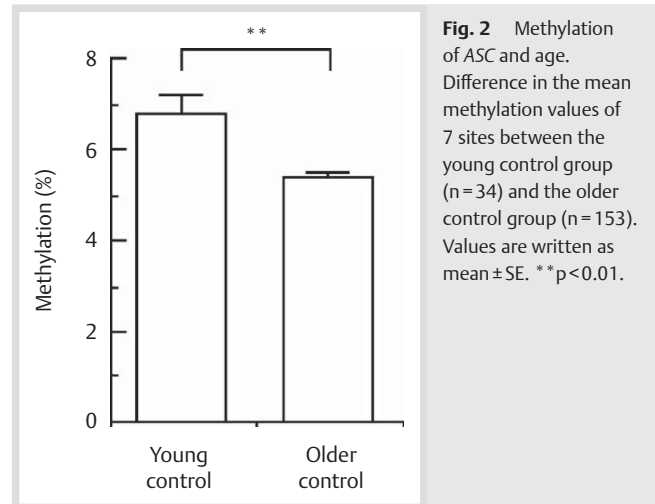 **
8
6
4
2
0
Methylation (%)
Young
control
Older
control
Fig. 2 Methylation
of ASC and age.
Difference in the mean
methylation values of
7 sites between the
young control group
(n=34) and the older
control group (n=153).
Values are written as
mean±SE. **p<0.01.